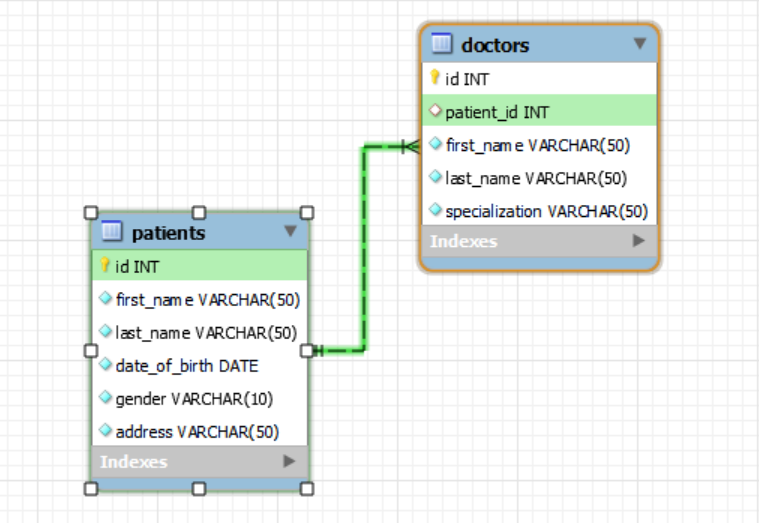 doctors
id INT
patient_id INT
first_name VARCHAR(50)
last_name VARCHAR(50)
specialization VARCHAR(50)
Indexes
patients
id INT
first_name VARCHAR(50)
last_name VARCHAR(50)
date_of_birth DATE
gender VARCHAR(10)
address VARCHAR(50)
Indexes